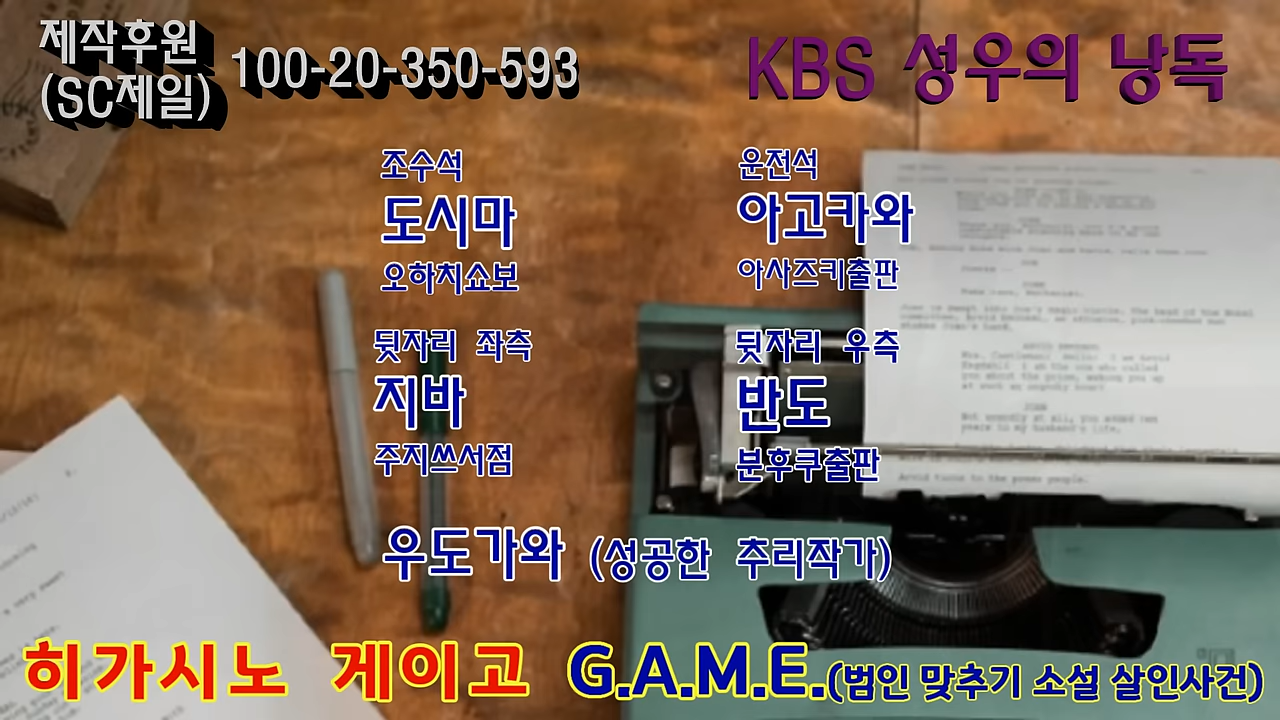 제작후원
(SC제일)
100-20-350-593
KBS 성우의 낭독
조수석
도시마
오하치쇼보
운전석
아고카와
아사즈키출판
뒷자리 좌측
지바
주지쓰서점
뒷자리 우측
반도
분후쿠출판
우도가와 (성공한 추리작가)
히가시노 게이고 G.A.M.E.(범인 맞추기 소설 살인사건)